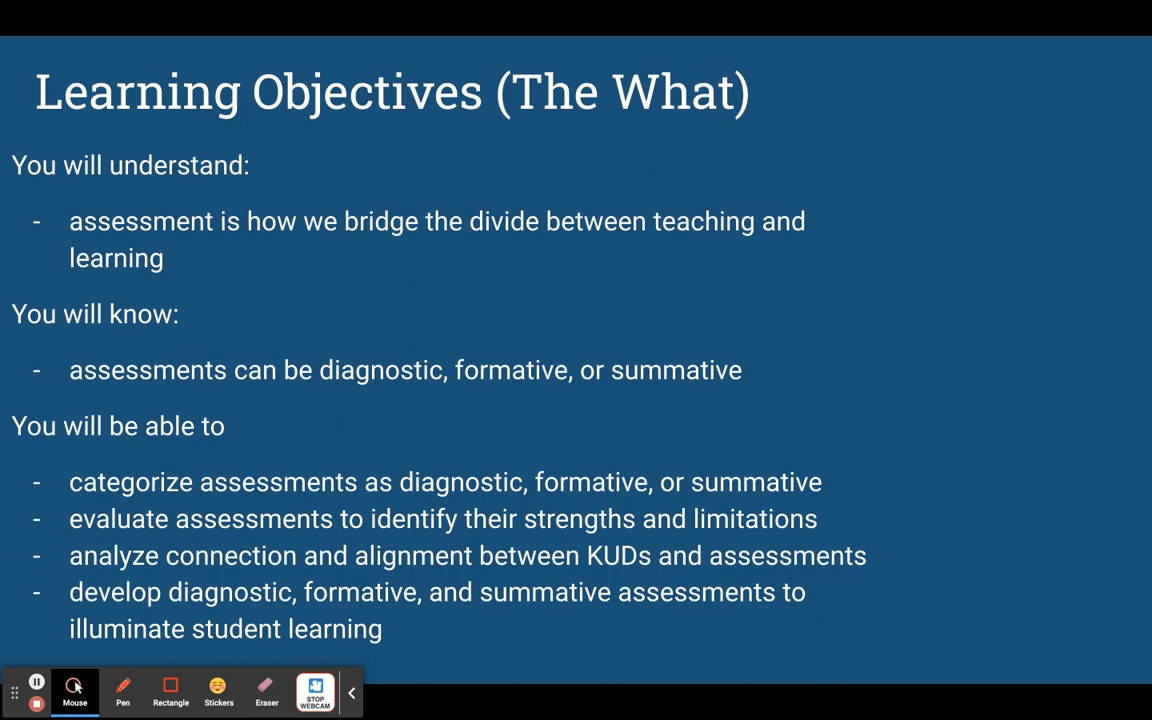 Learning Objectives (The What)
You will understand:
- assessment is how we bridge the divide between teaching and
learning
You will know:
- assessments can be diagnostic, formative, or summative
You will be able to
- categorize assessments as diagnostic, formative, or summative
- evaluate assessments to identify their strengths and limitations
- analyze connection and alignment between KUDs and assessments
- develop diagnostic, formative, and summative assessments to
illuminate student learning
Mouse Pen Rectangle Stickers Eraser STOP
WEBCAM